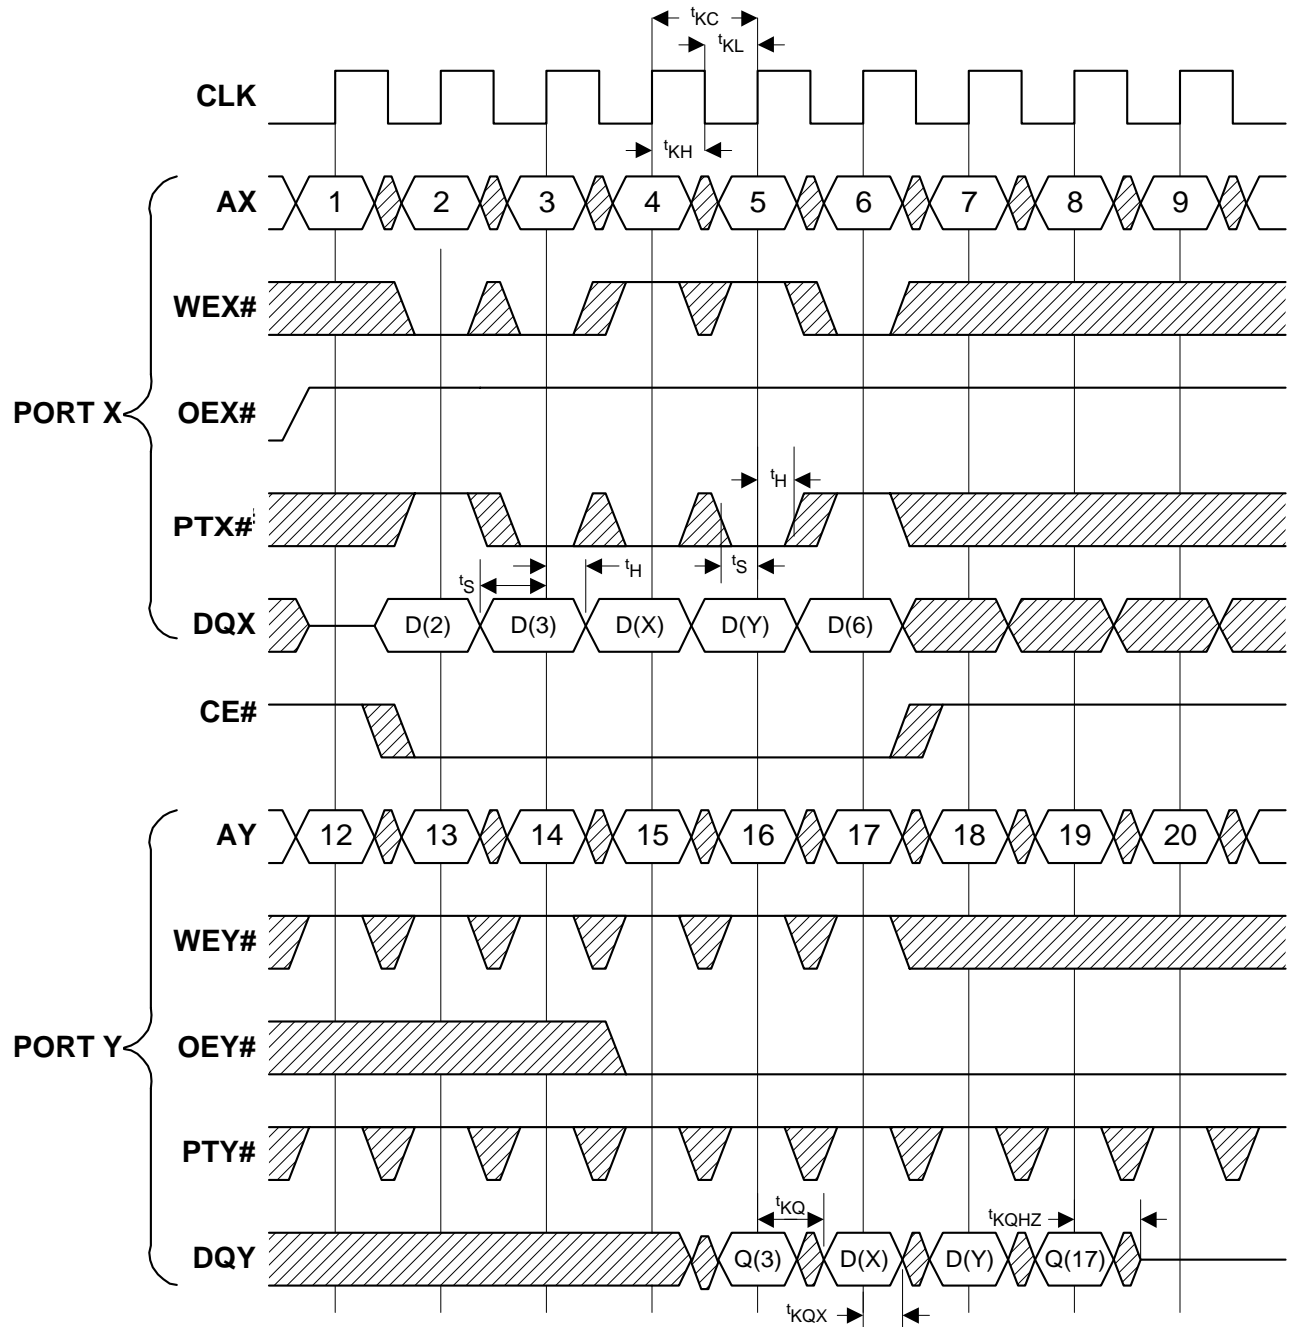 tKC
tKL
CLK
tKH
AX 1 2 3 4 5 6 7 8 9
WEX#
PORT X OEX#
tH
PTX#
tS tH tS
DQX D(2) D(3) D(X) D(Y) D(6)
CE#
AY 12 13 14 15 16 17 18 19 20
WEY#
PORT Y OEY#
PTY#
tKQ tKQHZ
DQY Q(3) D(X) D(Y) Q(17)
tKQX